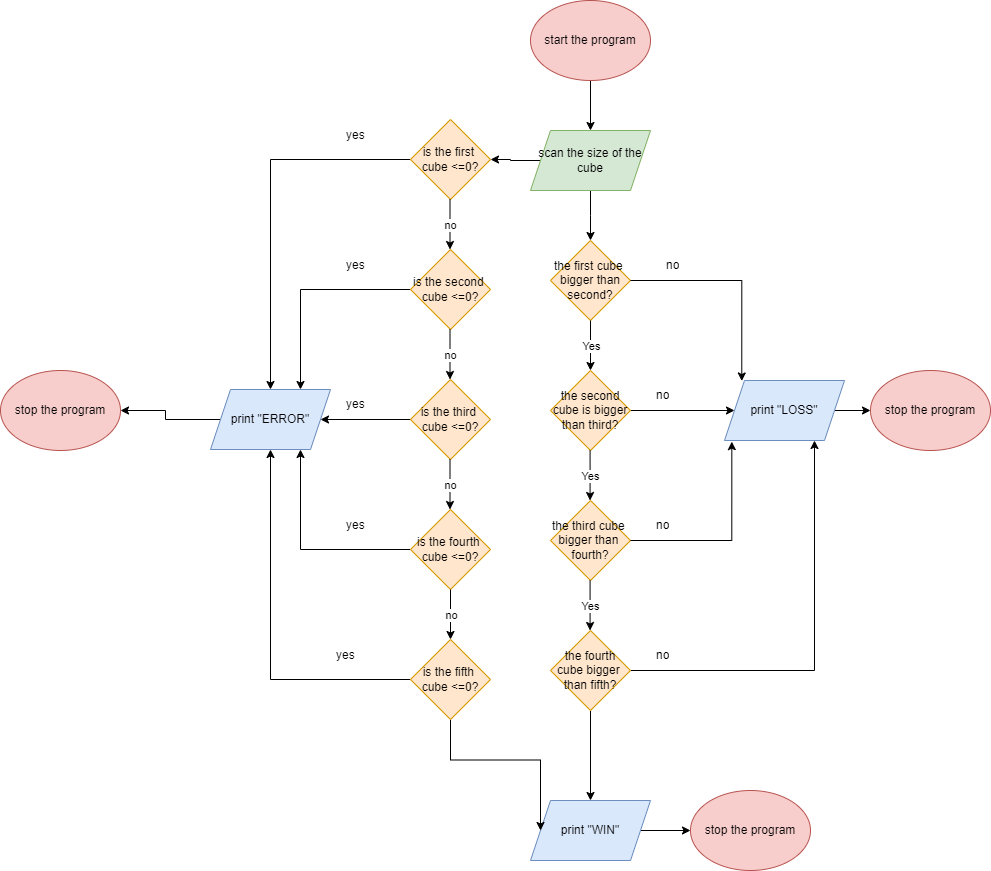 start the program
yes
is the first
cube <=0?
scan the size of the
cube
no
yes
is the second
cube <=0?
the first cube
bigger than
second?
no
Yes
no
yes
is the third
cube <=0?
the second
cube is bigger
than third?
no
stop the program
print "ERROR"
print "LOSS"
stop the program
no
Yes
yes
is the fourth
cube <=0?
the third cube
bigger than
fourth?
no
no
Yes
yes
is the fifth
cube <=0?
the fourth
cube bigger
than fifth?
no
print "WIN"
stop the program